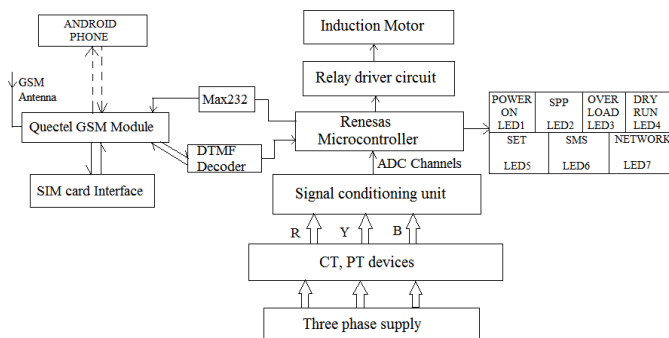 ANDROID
PHONE
Induction Motor
GSM
Antenna
Max232
Relay driver circuit
POWER
ON
LED1
SPP
LED2
OVER
LOAD
LED3
DRY
RUN
LED4
Quectel GSM Module
Renesas
Microcontroller
DTMF
Decoder
SET
LED5
SMS
LED6
NETWORK
LED7
ADC Channels
SIM card Interface
Signal conditioning unit
R
Y
B
CT, PT devices
Three phase supply